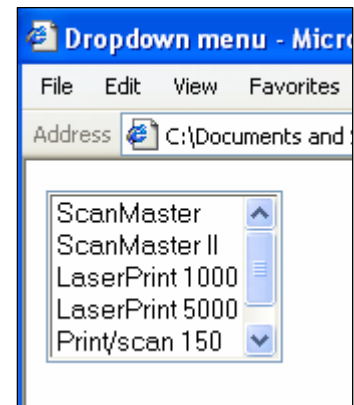 Dropdown menu - Micro
File Edit View Favorites
Address C:\Documents and
ScanMaster
ScanMaster II
LaserPrint 1000
LaserPrint 5000
Print/scan 150